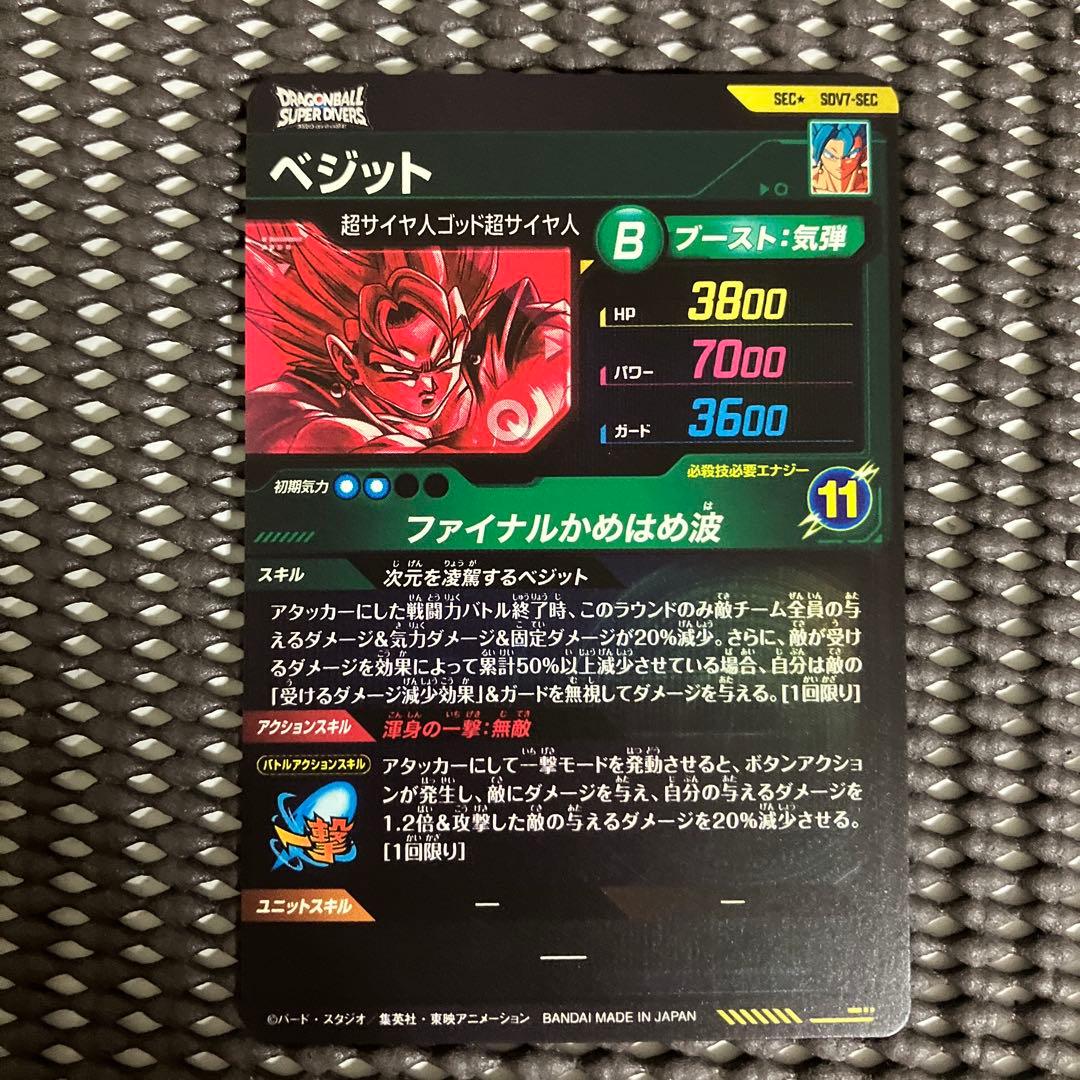 DRAGONBALL
SUPER DIVERS
SEC★ SDV7-SEC
ベジット
超サイヤ人ゴッド超サイヤ人
B ブースト:気弾
HP 3800
パワー 7000
ガード 3600
初期気力
必殺技必要エナジー
11
ファイナルかめはめ波
スキル 次元を凌駕するベジット
アタッカーにした戦闘力バトル終了時、このラウンドのみ敵チーム全員の与
えるダメージ&気力ダメージ&固定ダメージが20%減少。さらに、敵が受け
るダメージを効果によって累計50%以上減少させている場合、自分は敵の
「受けるダメージ減少効果」&ガードを無視してダメージを与える。[1回限り]
アクションスキル 渾身の一撃:無敵
バトルアクションスキル
一撃
アタッカーにして一撃モードを発動させると、ボタンアクショ
ンが発生し、敵にダメージを与え、自分の与えるダメージを
1.2倍&攻撃した敵の与えるダメージを20%減少させる。
[1回限り]
ユニットスキル ー ー
ー
©バード・スタジオ/集英社・東映アニメーション BANDAI MADE IN JAPAN